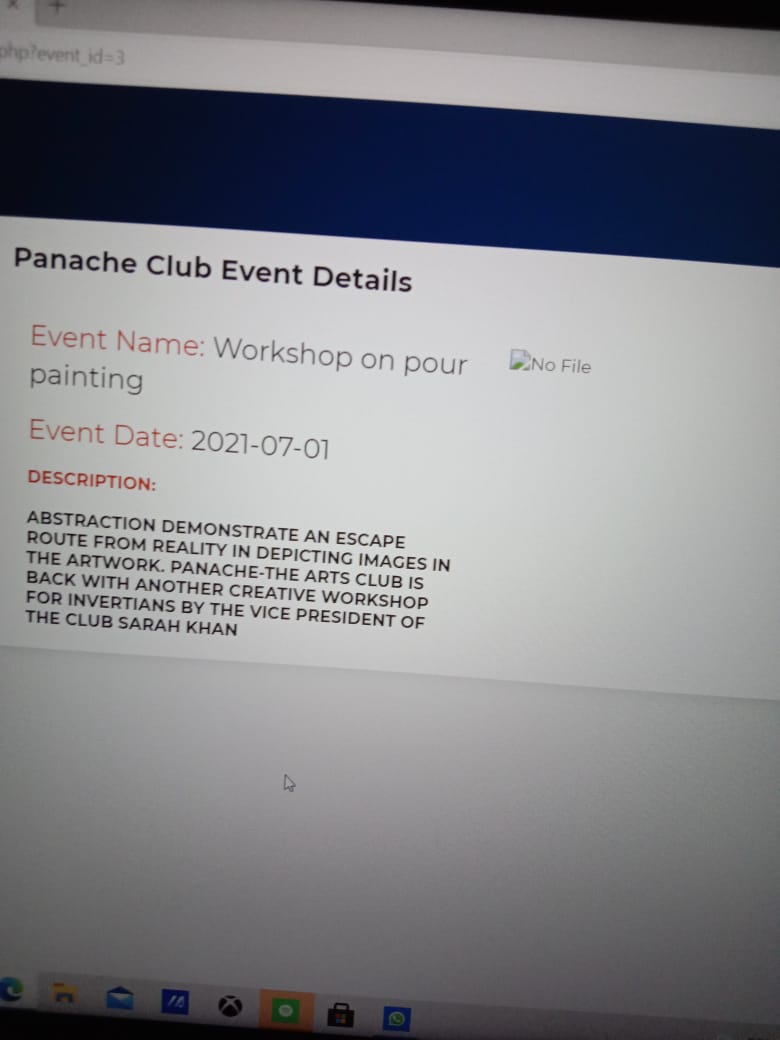 php?event_id=3
Panache Club Event Details
Event Name: Workshop on pour
painting
No File
Event Date: 2021-07-01
DESCRIPTION:
ABSTRACTION DEMONSTRATE AN ESCAPE
ROUTE FROM REALITY IN DEPICTING IMAGES IN
THE ARTWORK. PANACHE-THE ARTS CLUB IS
BACK WITH ANOTHER CREATIVE WORKSHOP
FOR INVERTIANS BY THE VICE PRESIDENT OF
THE CLUB SARAH KHAN